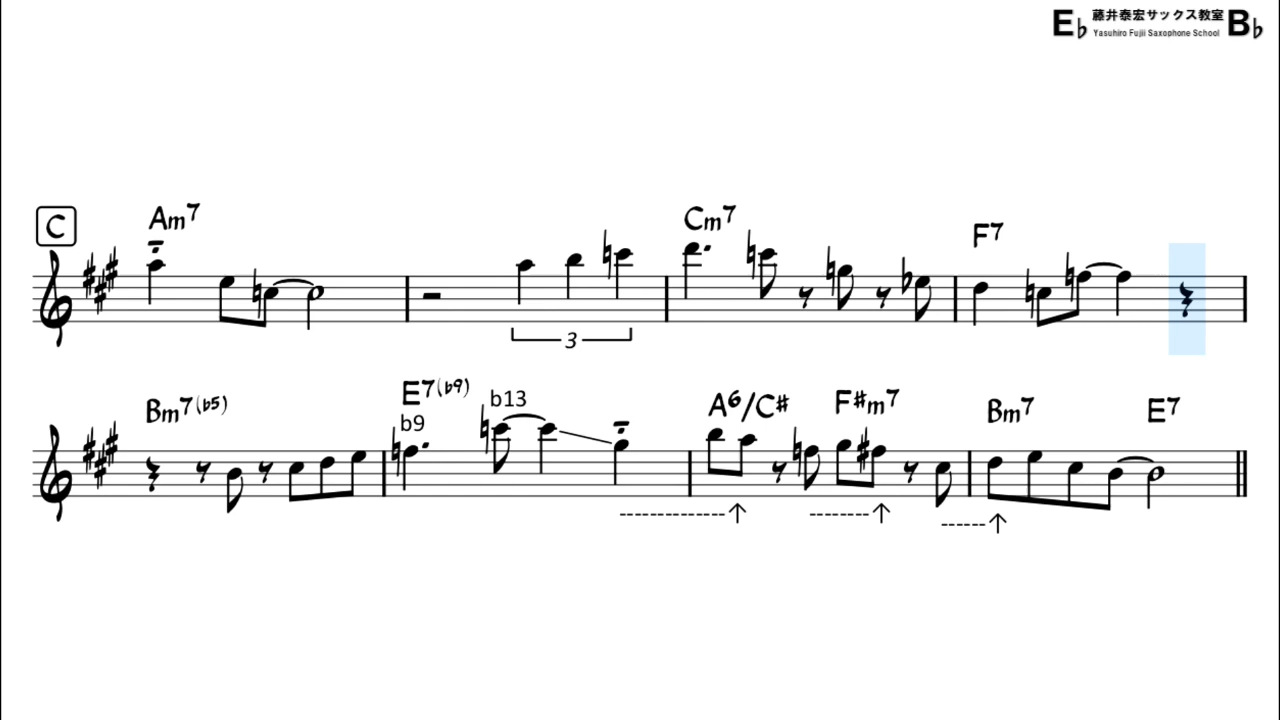 E♭ 藤井泰宏サックス教室 B♭
Yasuhiro Fujii Saxophone School
C Am7 Cm7 F7
3
Bm7(♭5) E7(♭9) A6/C# F#m7 Bm7 E7
b9 b13